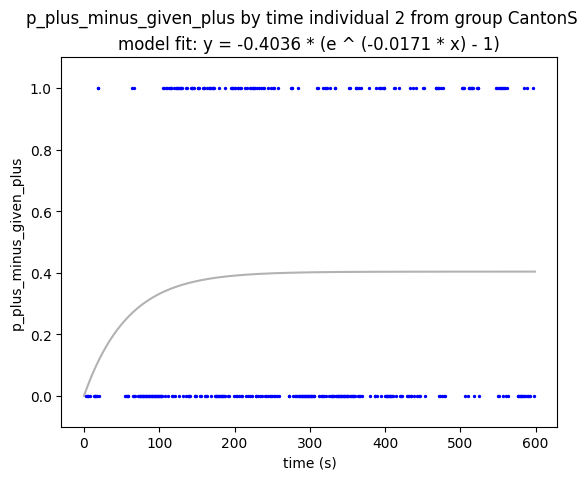 p_plus_minus_given_plus by time individual 2 from group CantonS
model fit: y = -0.4036 * (e ^ (-0.0171 * x) - 1)
1.0
0.8
0.6
0.4
0.2
0.0
p_plus_minus_given_plus
0 100 200 300 400 500 600
time (s)